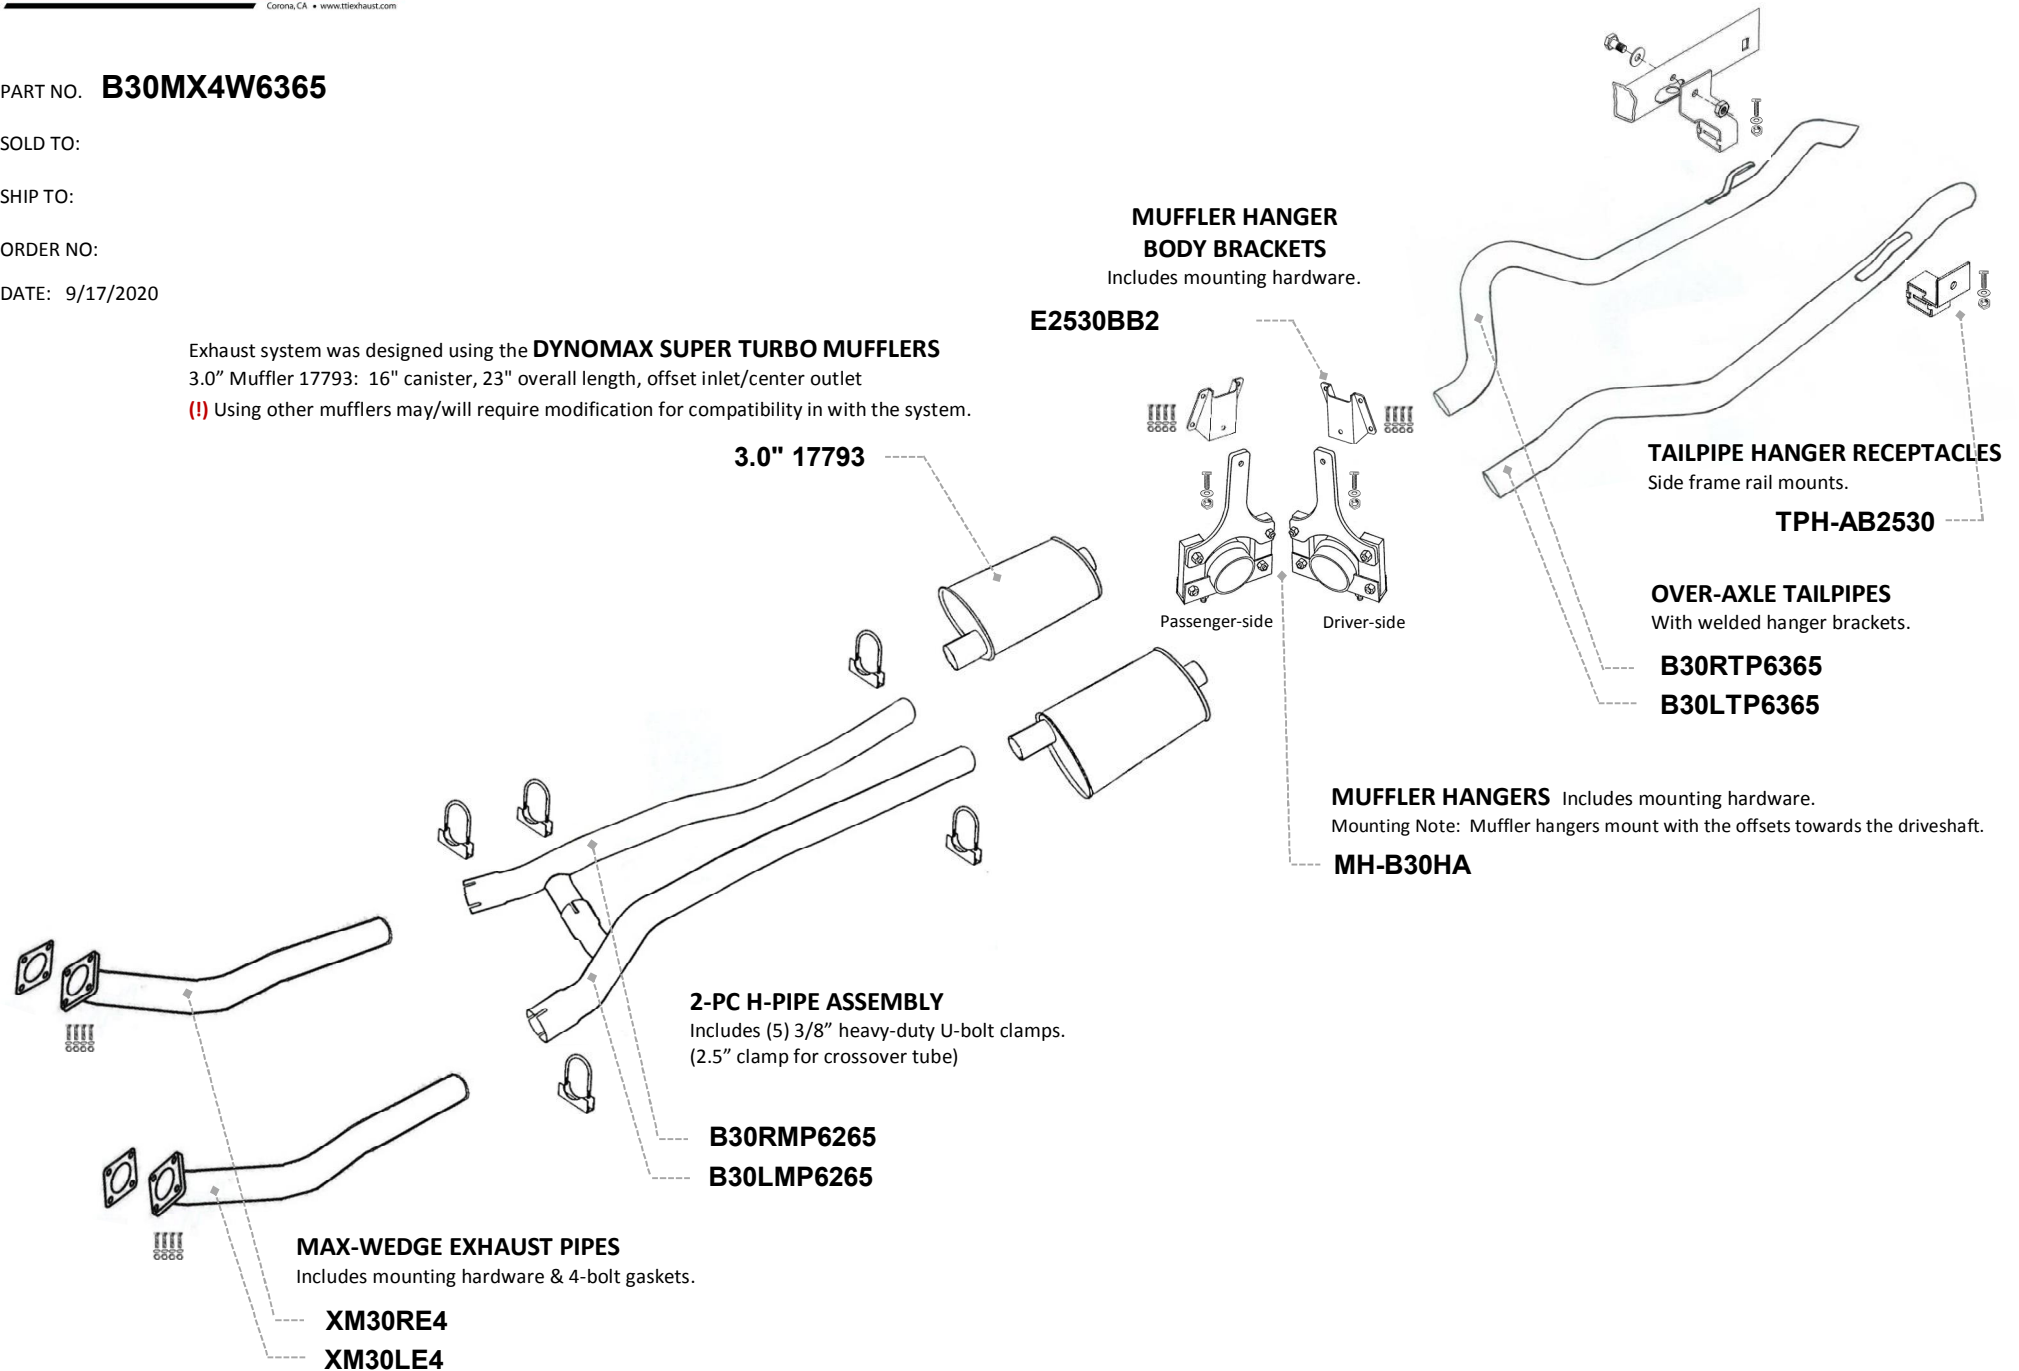 Corona, CA • www.ttiexhaust.com
PART NO. B30MX4W6365
SOLD TO:
SHIP TO:
ORDER NO:
DATE: 9/17/2020
Exhaust system was designed using the DYNOMAX SUPER TURBO MUFFLERS
3.0” Muffler 17793: 16" canister, 23" overall length, offset inlet/center outlet
(!) Using other mufflers may/will require modification for compatibility in with the system.
3.0" 17793
MUFFLER HANGER
BODY BRACKETS
Includes mounting hardware.
E2530BB2
Passenger-side
Driver-side
TAILPIPE HANGER RECEPTACLES
Side frame rail mounts.
TPH-AB2530
OVER-AXLE TAILPIPES
With welded hanger brackets.
B30RTP6365
B30LTP6365
MUFFLER HANGERS Includes mounting hardware.
Mounting Note: Muffler hangers mount with the offsets towards the driveshaft.
MH-B30HA
2-PC H-PIPE ASSEMBLY
Includes (5) 3/8” heavy-duty U-bolt clamps.
(2.5” clamp for crossover tube)
B30RMP6265
B30LMP6265
MAX-WEDGE EXHAUST PIPES
Includes mounting hardware & 4-bolt gaskets.
XM30RE4
XM30LE4